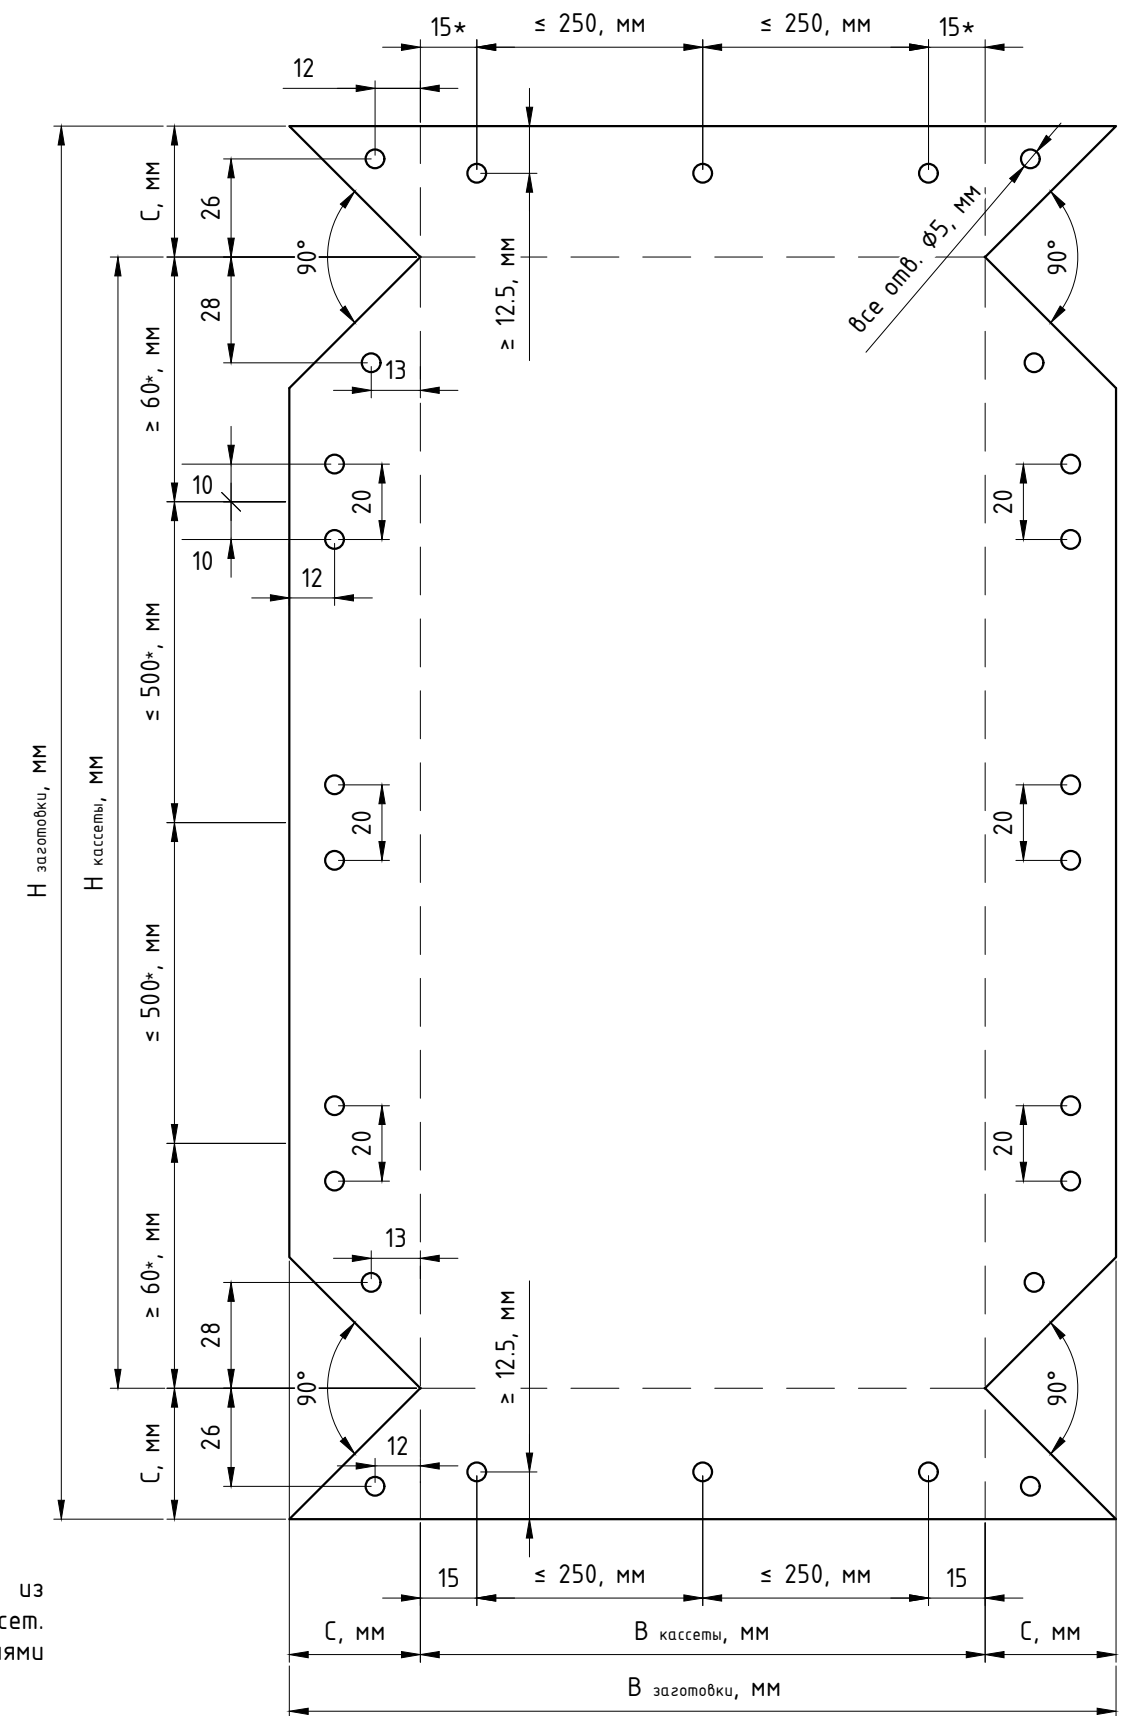 15*
≤ 250, мм
≤ 250, мм
15*
12
С, мм
26
90°
28
≥ 12.5, мм
все отв. ϕ5, мм
90°
≥ 60*, мм
13
10
20
20
10
12
≤ 500*, мм
Н заготовки, мм
Н кассеты, мм
20
20
≤ 500*, мм
20
20
13
≥ 60*, мм
28
≥ 12.5, мм
90°
90°
С, мм
26
12
из
сет.
иями
15
≤ 250, мм
≤ 250, мм
15
С, мм
В кассеты, мм
С, мм
В заготовки, мм